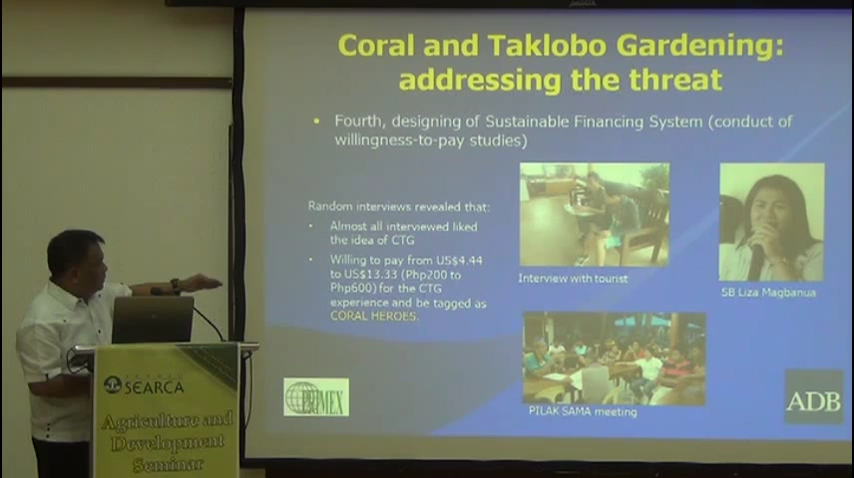 Coral and Taklobo Gardening:
addressing the threat
• Fourth, designing of Sustainable Financing System (conduct of
willingness-to-pay studies)
Random interviews revealed that:
• Almost all interviewed liked
the idea of CTG
• Willing to pay from US$4.44
to US$13.33 (Php200 to
Php600) for the CTG
experience and be tagged as
CORAL HEROES.
Interview with tourist
SB Liza Magbanua
PILAK SAMA meeting
PRIMEX
ADB
SEARCA
Agriculture and
Development
Seminar